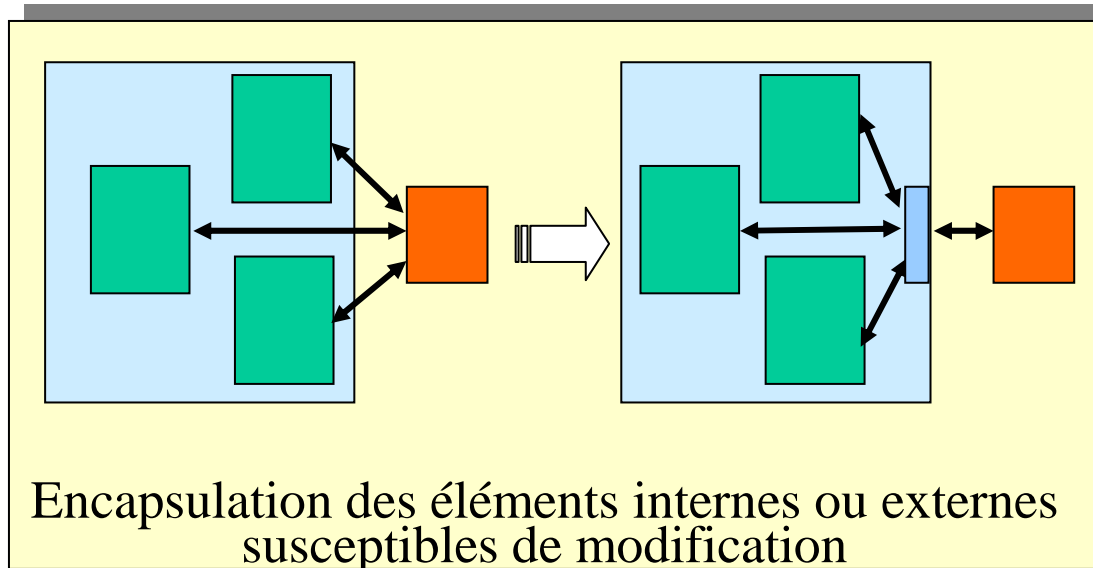 Encapsulation des éléments internes ou externes
susceptibles de modification